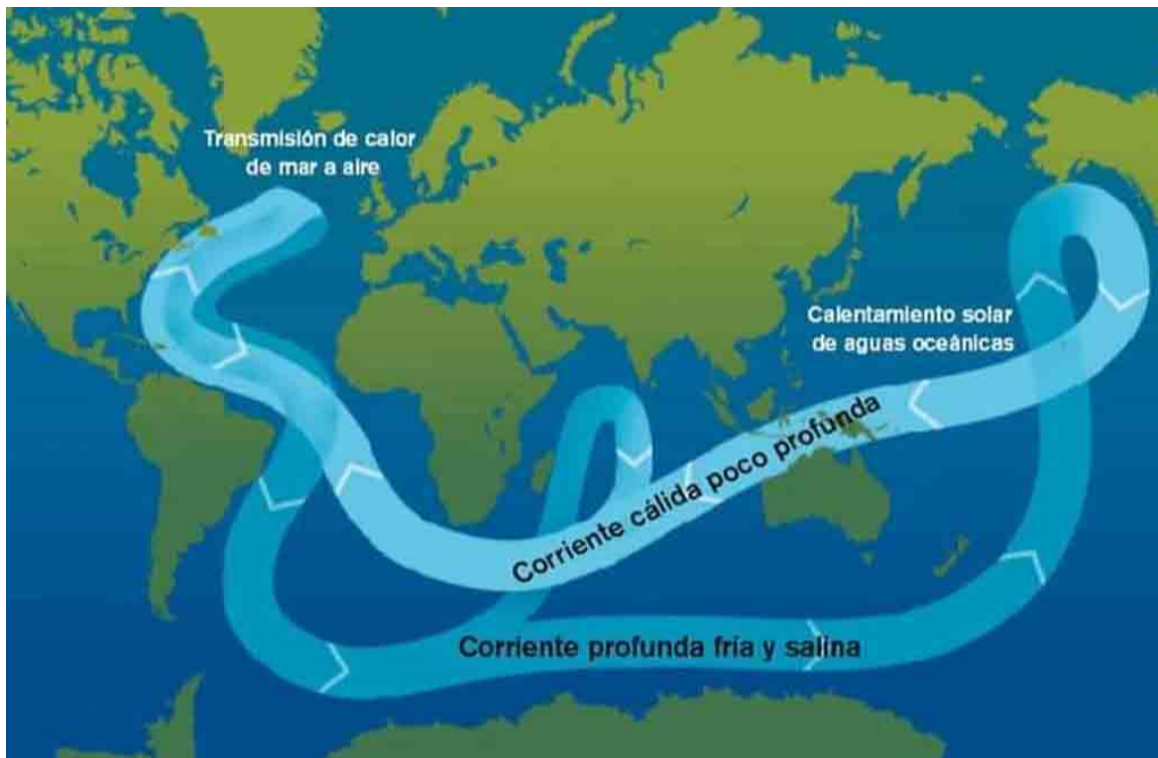 Transmisión de calor
de mar a aire
Calentamiento solar
de aguas oceánicas
Corriente cálida poco profunda
Corriente profunda fría y salina